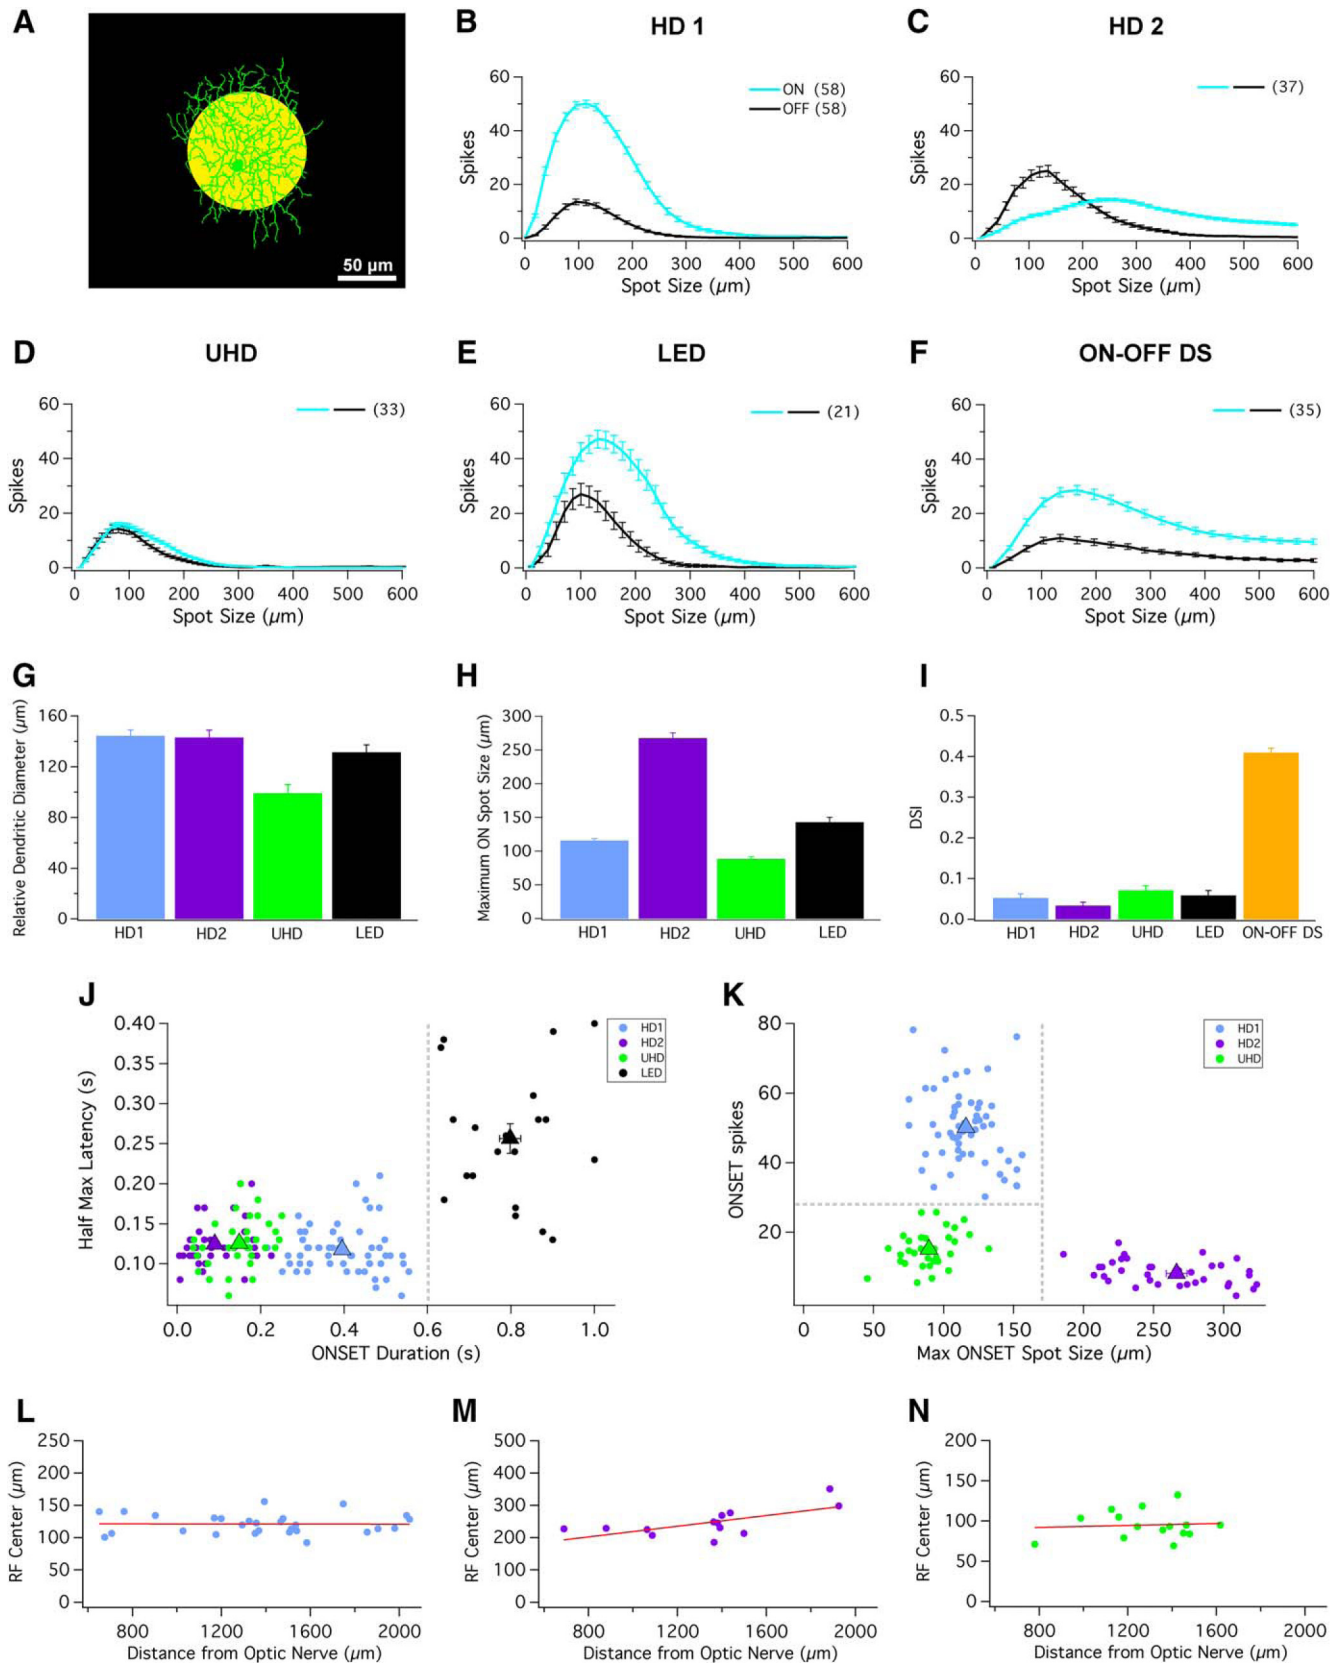 A
50 µm
B
HD 1
60
40
20
0
Spikes
ON (58)
OFF (58)
0 100 200 300 400 500 600
Spot Size (µm)
C
HD 2
60
40
20
0
Spikes
(37)
100 200 300 400 500 600
Spot Size (µm)
D
UHD
60
40
20
0
Spikes
(33)
0 100 200 300 400 500 600
Spot Size (µm)
E
LED
60
40
20
0
Spikes
(21)
0 100 200 300 400 500 600
Spot Size (µm)
F
ON-OFF DS
60
40
20
0
Spikes
(35)
0 100 200 300 400 500 600
Spot Size (µm)
G
Relative Dendritic Diameter (µm)
160
120
80
40
0
HD1 HD2 UHD LED
H
Maximum ON Spot Size (µm)
300
250
200
150
100
50
0
HD1 HD2 UHD LED
I
DSI
0.5
0.4
0.3
0.2
0.1
0.0
HD1 HD2 UHD LED ON-OFF DS
J
Half Max Latency (s)
0.40
0.35
0.30
0.25
0.20
0.15
0.10
HD1
HD2
UHD
LED
0.0 0.2 0.4 0.6 0.8 1.0
ONSET Duration (s)
K
ONSET spikes
80
60
40
20
HD1
HD2
UHD
0 50 100 150 200 250 300
Max ONSET Spot Size (µm)
L
RF Center (µm)
250
200
150
100
50
0
800 1200 1600 2000
Distance from Optic Nerve (µm)
M
RF Center (µm)
500
400
300
200
100
0
800 1200 1600 2000
Distance from Optic Nerve (µm)
N
RF Center (µm)
200
150
100
50
0
800 1200 1600 2000
Distance from Optic Nerve (µm)